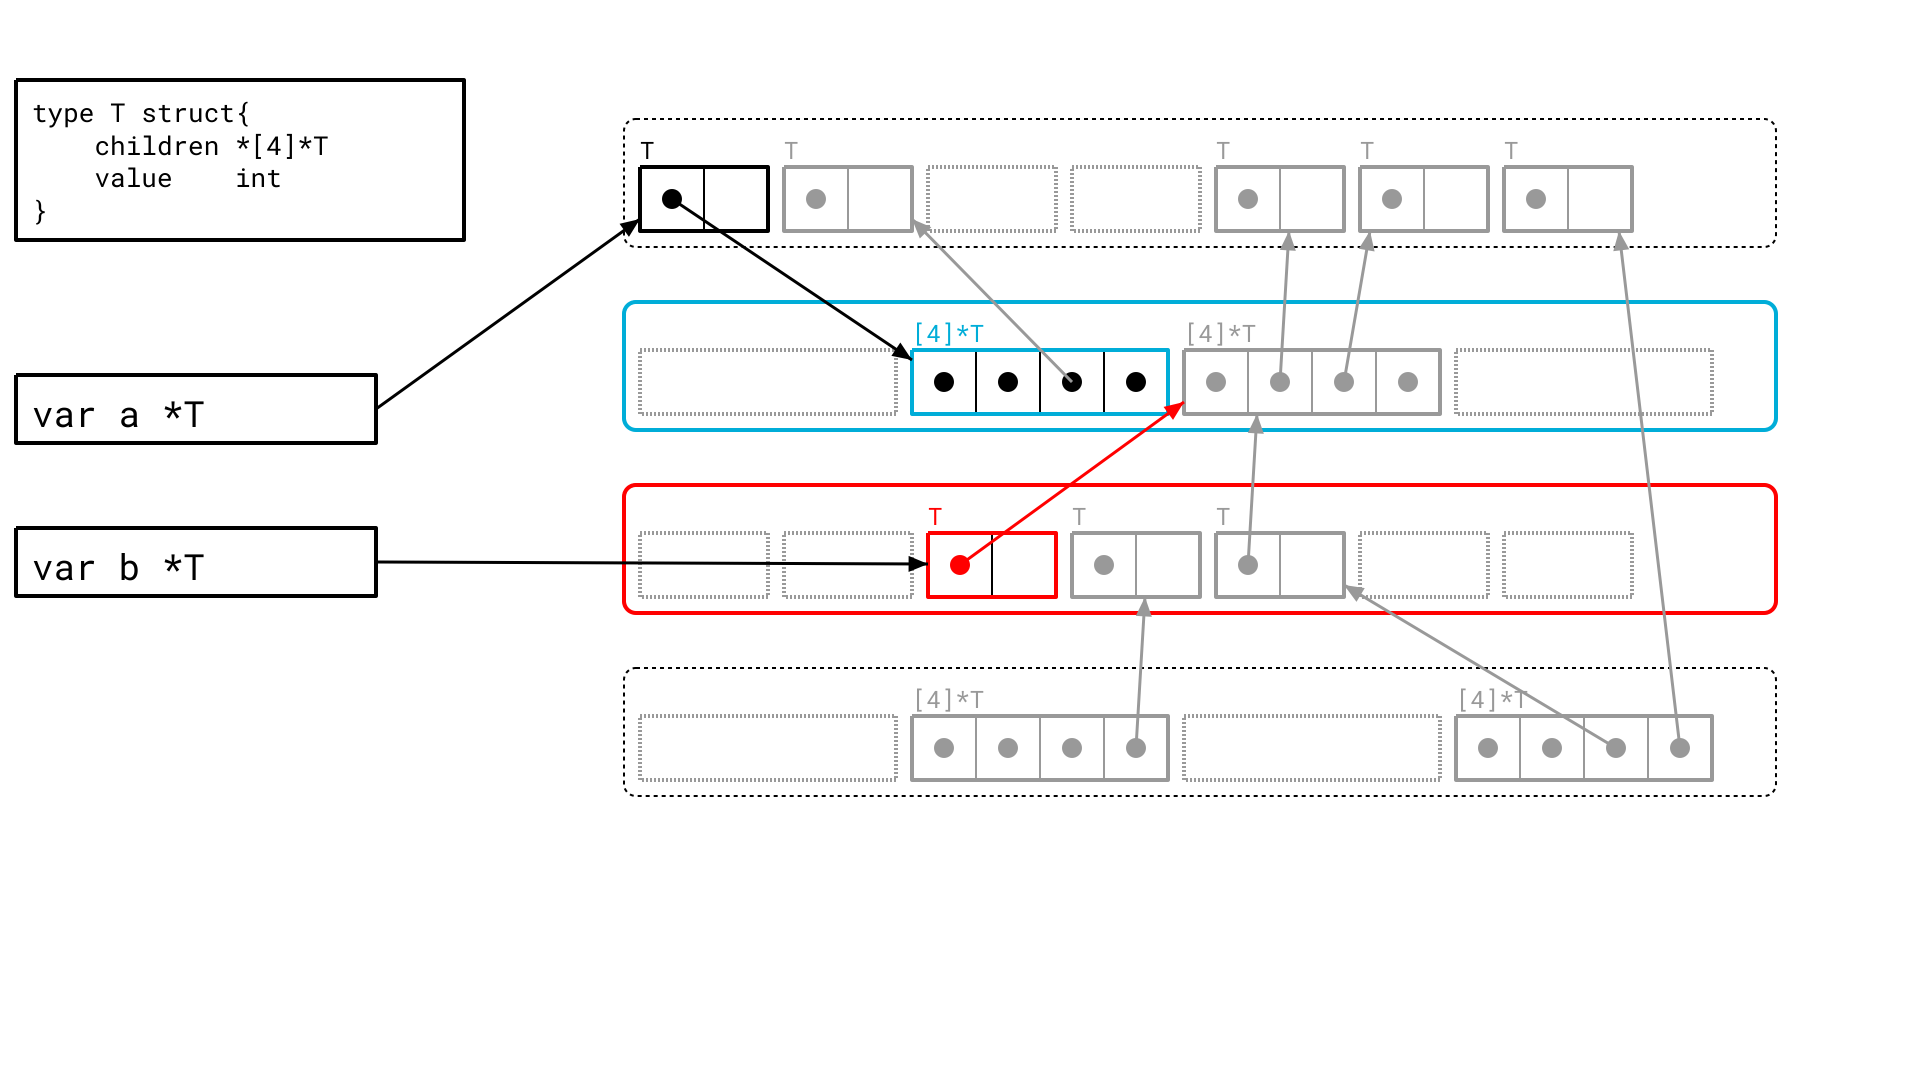 type T struct{
    children *[4]*T
    value    int
}
var a *T
var b *T
T
T
T
T
T
[4]*T
[4]*T
T
T
T
[4]*T
[4]*T